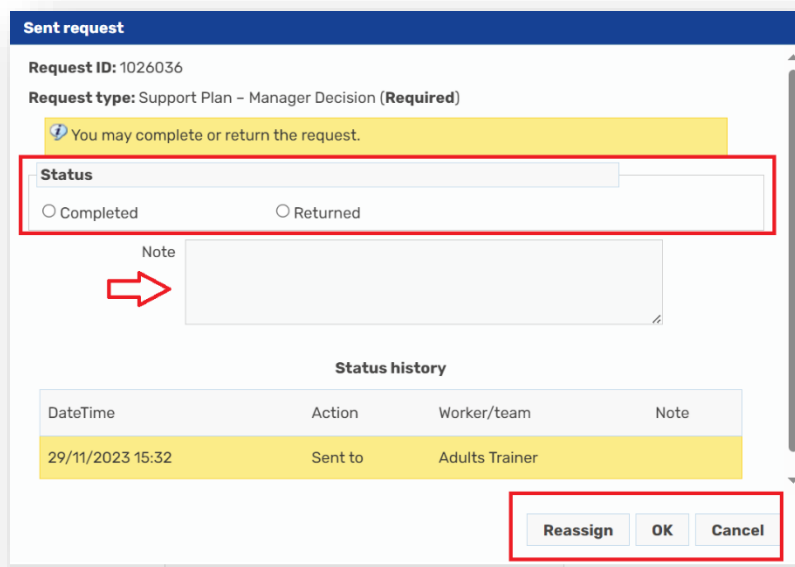 Sent request
Request ID: 1026036
Request type: Support Plan – Manager Decision (Required)
You may complete or return the request.
Status
Completed Returned
Note
Status history
DateTime Action Worker/team Note
29/11/2023 15:32 Sent to Adults Trainer
Reassign OK Cancel